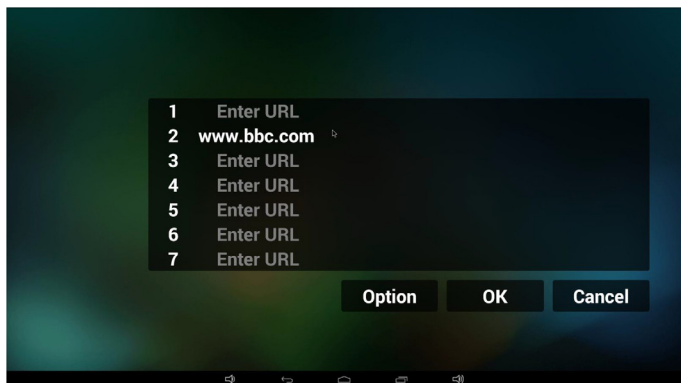 1 Enter URL
2 www.bbc.com
3 Enter URL
4 Enter URL
5 Enter URL
6 Enter URL
7 Enter URL
Option OK Cancel